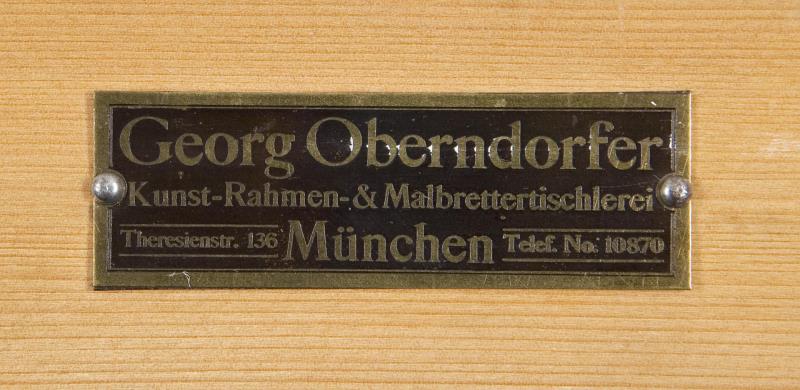 Georg Oberndorfer
Kunst-Rahmen-& Malbrettertischlerei
Theresienstr. 136 München Telef. No. 10870